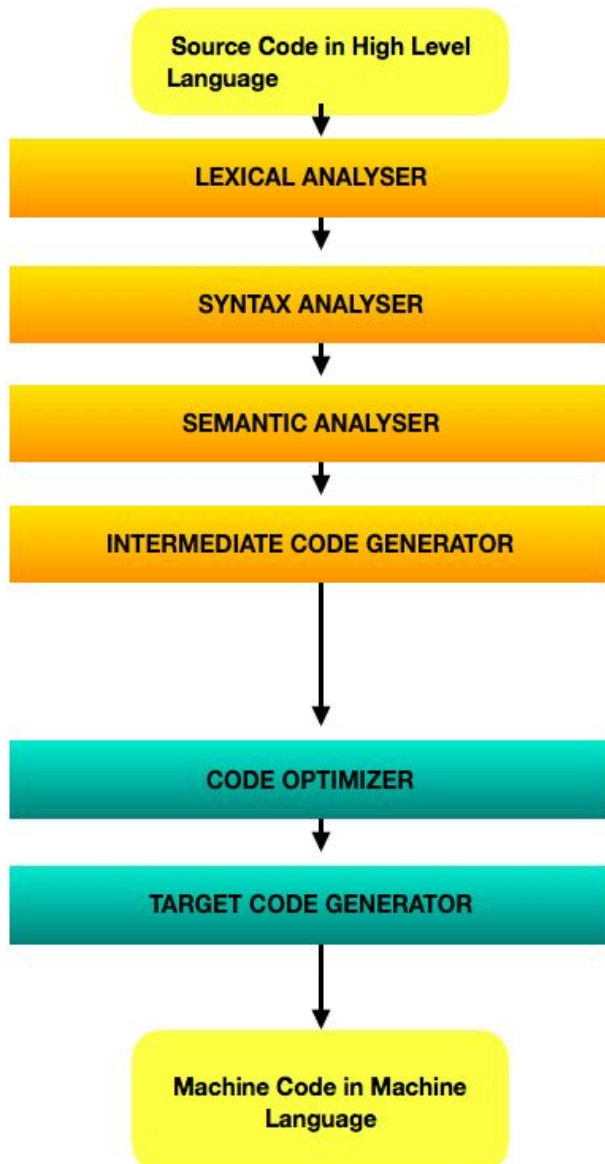 Source Code in High Level
Language
LEXICAL ANALYSER
SYNTAX ANALYSER
SEMANTIC ANALYSER
INTERMEDIATE CODE GENERATOR
CODE OPTIMIZER
TARGET CODE GENERATOR
Machine Code in Machine
Language